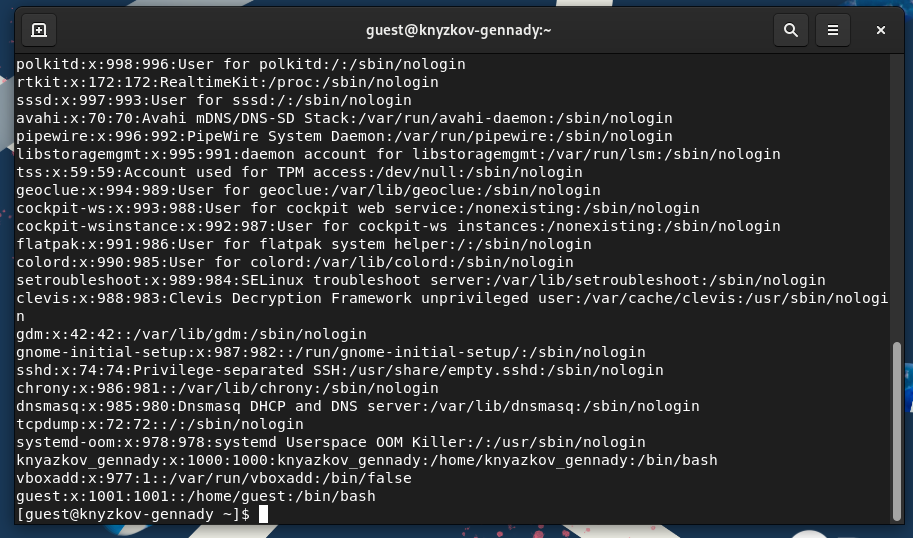 guest@knyzkov-gennady:~
polkitd:x:998:996:User for polkitd:/:/sbin/nologin
rtkit:x:172:172:RealtimeKit:/proc:/sbin/nologin
sssd:x:997:993:User for sssd:/:/sbin/nologin
avahi:x:70:70:Avahi mDNS/DNS-SD Stack:/var/run/avahi-daemon:/sbin/nologin
pipewire:x:996:992:PipeWire System Daemon:/var/run/pipewire:/sbin/nologin
libstoragemgmt:x:995:991:daemon account for libstoragemgmt:/var/run/lsm:/sbin/nologin
tss:x:59:59:Account used for TPM access:/dev/null:/sbin/nologin
geoclue:x:994:989:User for geoclue:/var/lib/geoclue:/sbin/nologin
cockpit-ws:x:993:988:User for cockpit web service:/nonexisting:/sbin/nologin
cockpit-wsinstance:x:992:987:User for cockpit-ws instances:/nonexisting:/sbin/nologin
flatpak:x:991:986:User for flatpak system helper:/:/sbin/nologin
colord:x:990:985:User for colord:/var/lib/colord:/sbin/nologin
setroubleshoot:x:989:984:SELinux troubleshoot server:/var/lib/setroubleshoot:/sbin/nologin
clevis:x:988:983:Clevis Decryption Framework unprivileged user:/var/cache/clevis:/usr/sbin/nologi
n
gdm:x:42:42::/var/lib/gdm:/sbin/nologin
gnome-initial-setup:x:987:982::/run/gnome-initial-setup/:/sbin/nologin
sshd:x:74:74:Privilege-separated SSH:/usr/share/empty.sshd:/sbin/nologin
chrony:x:986:981::/var/lib/chrony:/sbin/nologin
dnsmasq:x:985:980:Dnsmasq DHCP and DNS server:/var/lib/dnsmasq:/sbin/nologin
tcpdump:x:72:72::/:/sbin/nologin
systemd-oom:x:978:978:systemd Userspace OOM Killer:/:/usr/sbin/nologin
knyazkov_gennady:x:1000:1000:knyazkov_gennady:/home/knyazkov_gennady:/bin/bash
vboxadd:x:977:1::/var/run/vboxadd:/bin/false
guest:x:1001:1001::/home/guest:/bin/bash
[guest@knyzkov-gennady ~]$